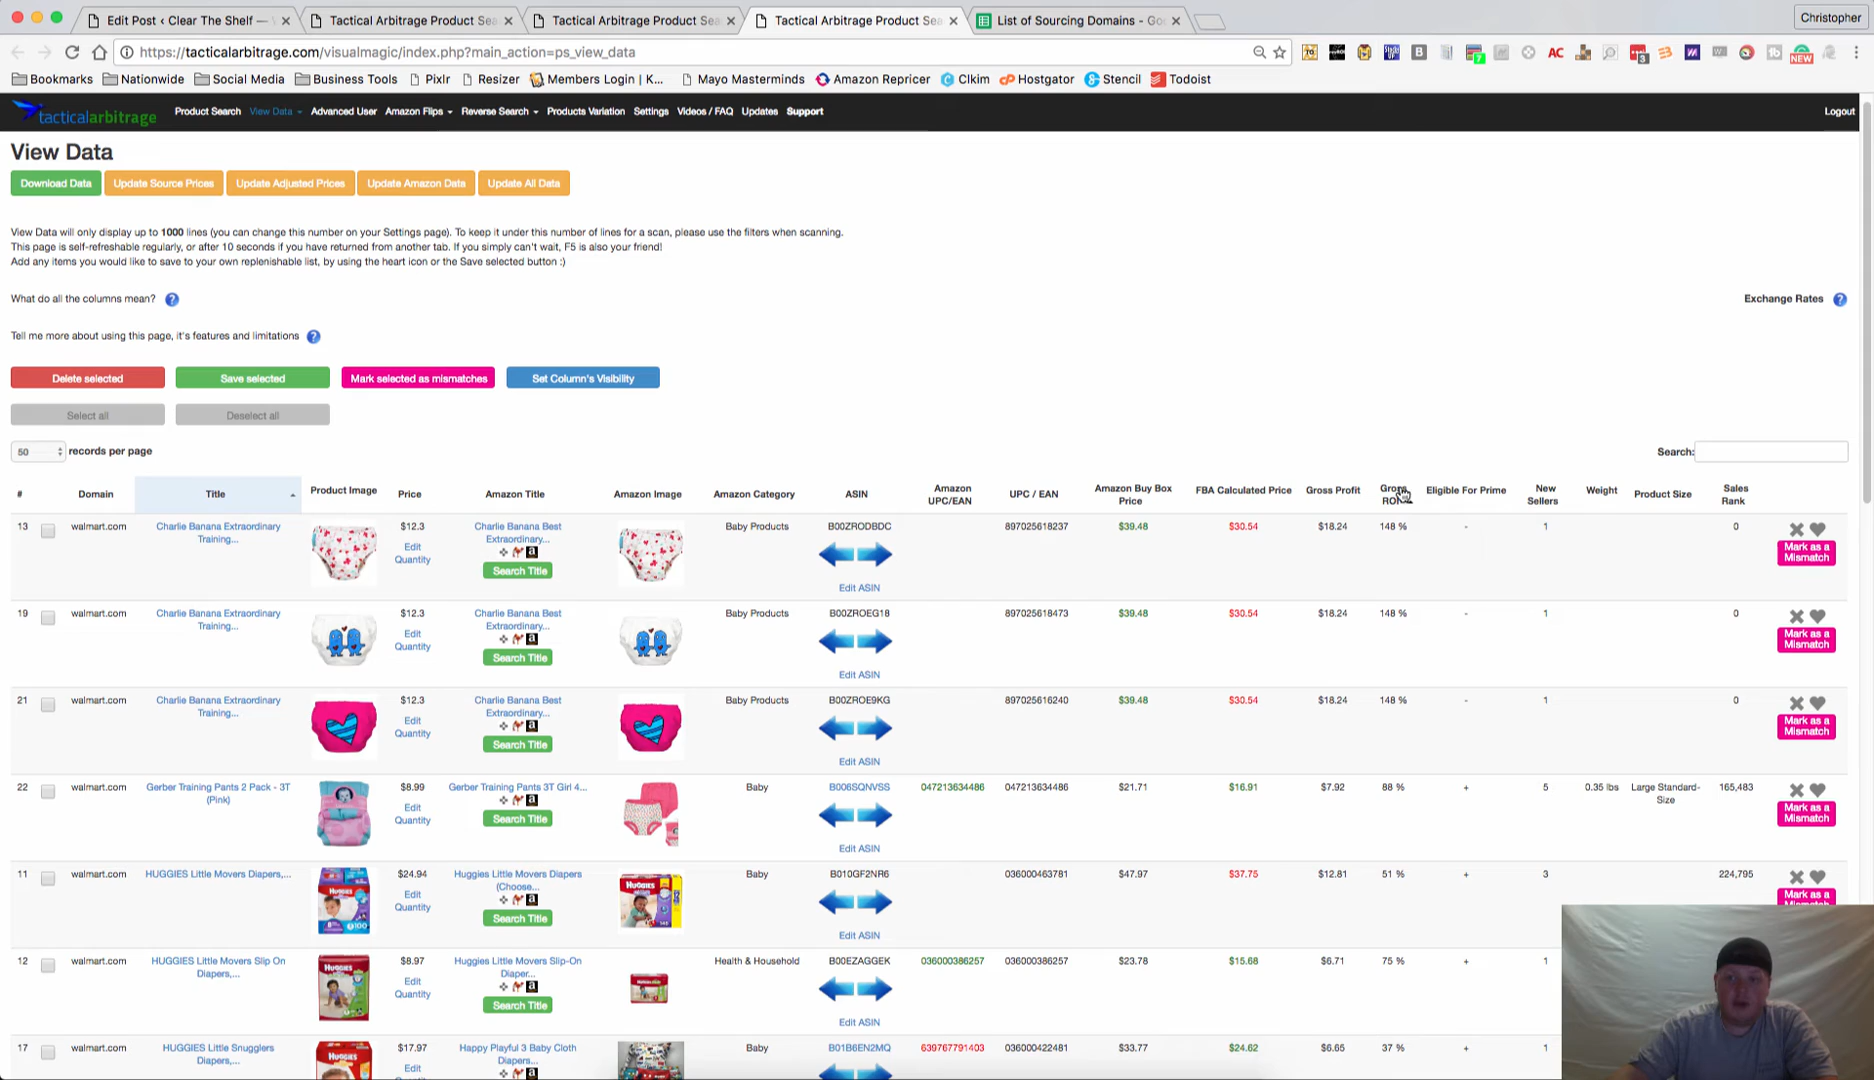 Edit Post ‹ Clear The Shelf —
Tactical Arbitrage Product Sea
Tactical Arbitrage Product Sea
Tactical Arbitrage Product Sea
List of Sourcing Domains - Goo
Christopher
https://tacticalarbitrage.com/visualmagic/index.php?main_action=ps_view_data
Bookmarks Nationwide Social Media Business Tools Pixlr Resizer Members Login | K... Mayo Masterminds Amazon Repricer Clkim Hostgator Stencil Todoist
tacticalarbitrage Product Search View Data Advanced User Amazon Flips Reverse Search Products Variation Settings Videos / FAQ Updates Support Logout
View Data
Download Data Update Source Prices Update Adjusted Prices Update Amazon Data Update All Data
View Data will only display up to 1000 lines (you can change this number on your Settings page). To keep it under this number of lines for a scan, please use the filters when scanning.
This page is self-refreshable regularly, or after 10 seconds if you have returned from another tab. If you simply can't wait, F5 is also your friend!
Add any items you would like to save to your own replenishable list, by using the heart icon or the Save selected button :)
What do all the columns mean? ?
Exchange Rates ?
Tell me more about using this page, it's features and limitations ?
Delete selected Save selected Mark selected as mismatches Set Column's Visibility
Select all Deselect all
50 records per page
Search:
# Domain Title Product Image Price Amazon Title Amazon Image Amazon Category ASIN Amazon UPC/EAN UPC / EAN Amazon Buy Box Price FBA Calculated Price Gross Profit Gross ROI Eligible For Prime New Sellers Weight Product Size Sales Rank
13 walmart.com Charlie Banana Extraordinary Training... $12.3 Charlie Banana Best Extraordinary... Baby Products B00ZRODBDC 897025618237 $39.48 $30.54 $18.24 148 % - 1 0
Edit Quantity Search Title Edit ASIN Mark as a Mismatch
19 walmart.com Charlie Banana Extraordinary Training... $12.3 Charlie Banana Best Extraordinary... Baby Products B00ZROEG18 897025618473 $39.48 $30.54 $18.24 148 % - 1 0
Edit Quantity Search Title Edit ASIN Mark as a Mismatch
21 walmart.com Charlie Banana Extraordinary Training... $12.3 Charlie Banana Best Extraordinary... Baby Products B00ZROE9KG 897025616240 $39.48 $30.54 $18.24 148 % - 1 0
Edit Quantity Search Title Edit ASIN Mark as a Mismatch
22 walmart.com Gerber Training Pants 2 Pack - 3T (Pink) $8.99 Gerber Training Pants 3T Girl 4... Baby B006SQNVSS 047213634486 047213634486 $21.71 $16.91 $7.92 88 % + 5 0.35 lbs Large Standard-Size 165,483
Edit Quantity Search Title Edit ASIN Mark as a Mismatch
11 walmart.com HUGGIES Little Movers Diapers,... $24.94 Huggies Little Movers Diapers (Choose... Baby B010GF2NR6 036000463781 $47.97 $37.75 $12.81 51 % + 3 224,795
Edit Quantity Search Title Edit ASIN Mark as a
12 walmart.com HUGGIES Little Movers Slip On Diapers,... $8.97 Huggies Little Movers Slip-On Diaper... Health & Household B00EZAGGEK 036000386257 036000386257 $23.78 $15.68 $6.71 75 % + 1
Edit Quantity Search Title Edit ASIN
17 walmart.com HUGGIES Little Snugglers Diapers,... $17.97 Happy Playful 3 Baby Cloth Diapers... Baby B01B6EN2MQ 639767791403 036000422481 $33.77 $24.62 $6.65 37 % + 1
Edit